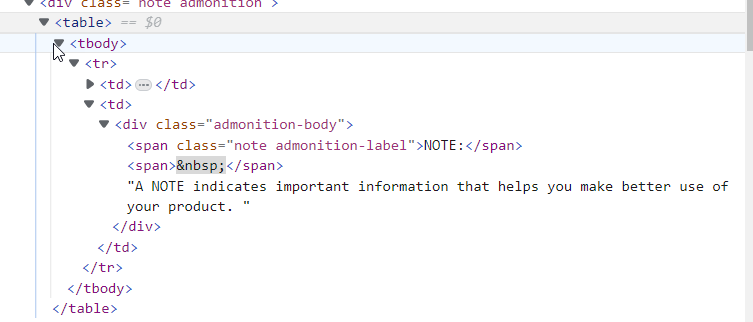 <div class="note admonition">
<table> == $0
<tbody>
<tr>
<td>⋯</td>
<td>
<div class="admonition-body">
<span class="note admonition-label">NOTE:</span>
<span>&nbsp;</span>
"A NOTE indicates important information that helps you make better use of
your product. "
</div>
</td>
</tr>
</tbody>
</table>